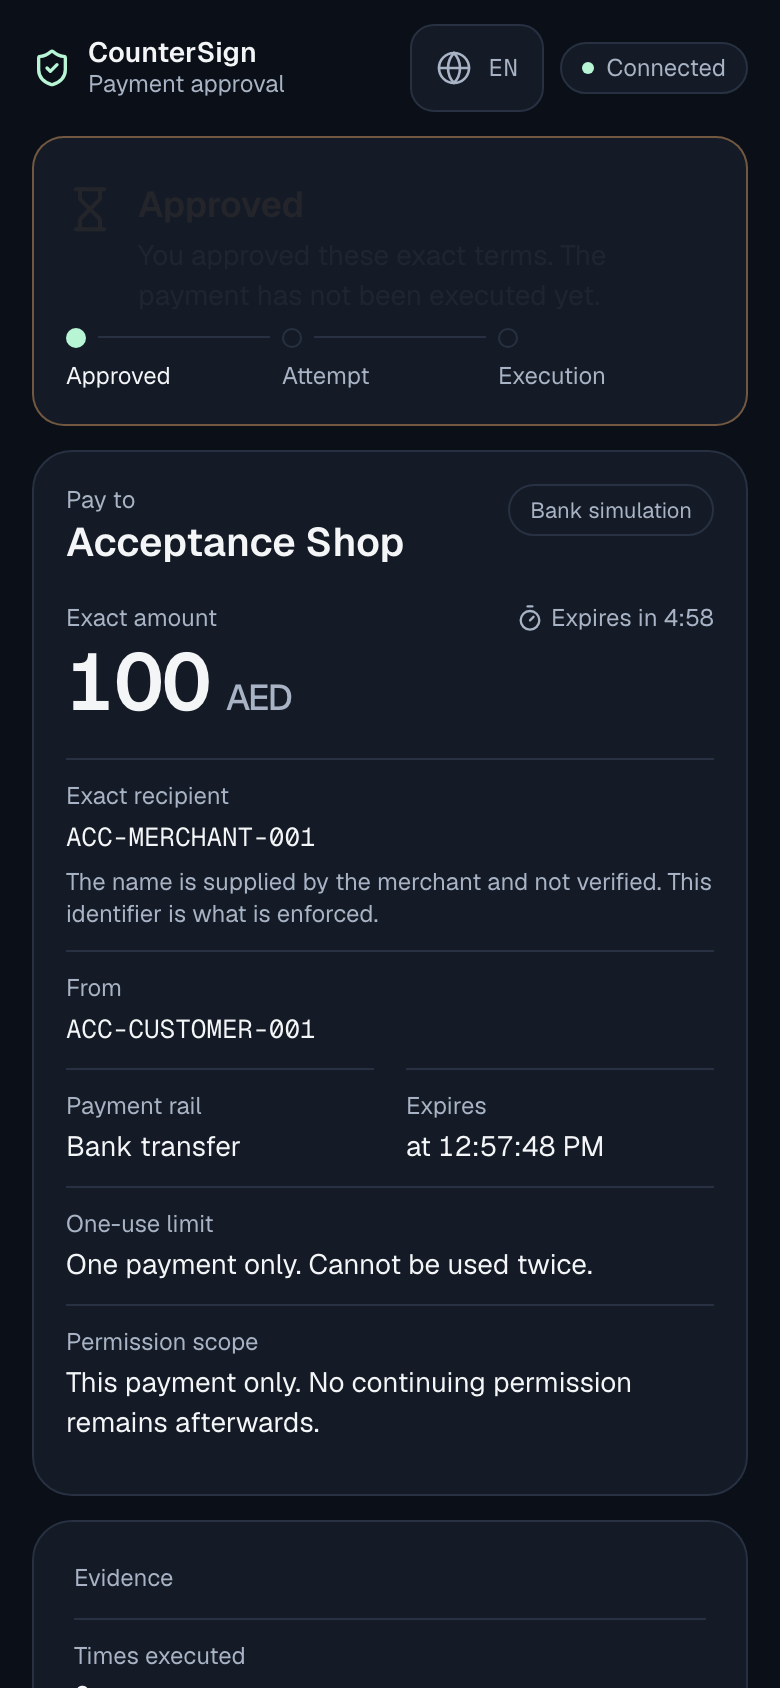 CounterSign
Payment approval
EN
Connected
Approved
You approved these exact terms. The
payment has not been executed yet.
Approved
Attempt
Execution
Pay to
Bank simulation
Acceptance Shop
Exact amount
Expires in 4:58
100 AED
Exact recipient
ACC-MERCHANT-001
The name is supplied by the merchant and not verified. This
identifier is what is enforced.
From
ACC-CUSTOMER-001
Payment rail
Bank transfer
Expires
at 12:57:48 PM
One-use limit
One payment only. Cannot be used twice.
Permission scope
This payment only. No continuing permission
remains afterwards.
Evidence
Times executed